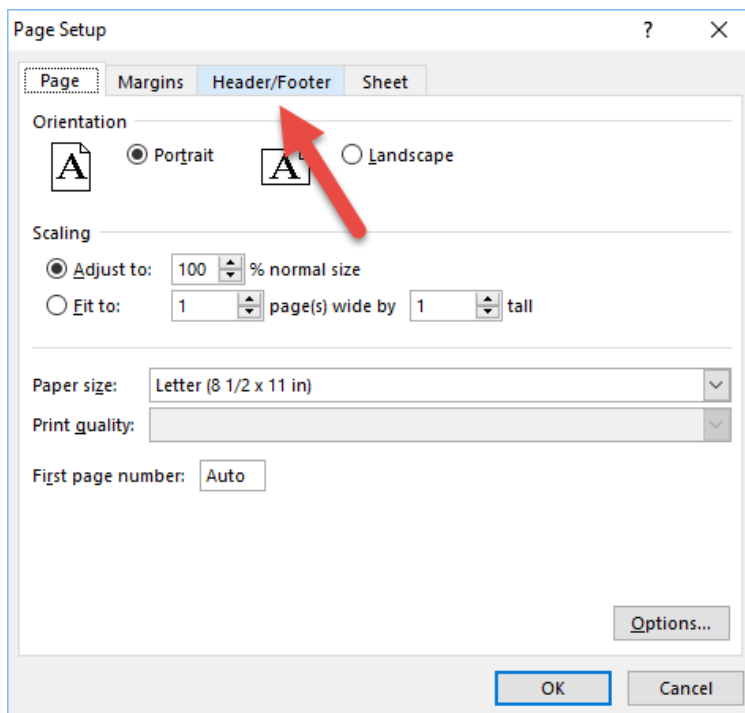 Page Setup ?
Page Margins Header/Footer Sheet
Orientation
A Portrait A Landscape
Scaling
Adjust to: 100 % normal size
Fit to: 1 page(s) wide by 1 tall
Paper size: Letter (8 1/2 x 11 in)
Print quality:
First page number: Auto
Options...
OK Cancel